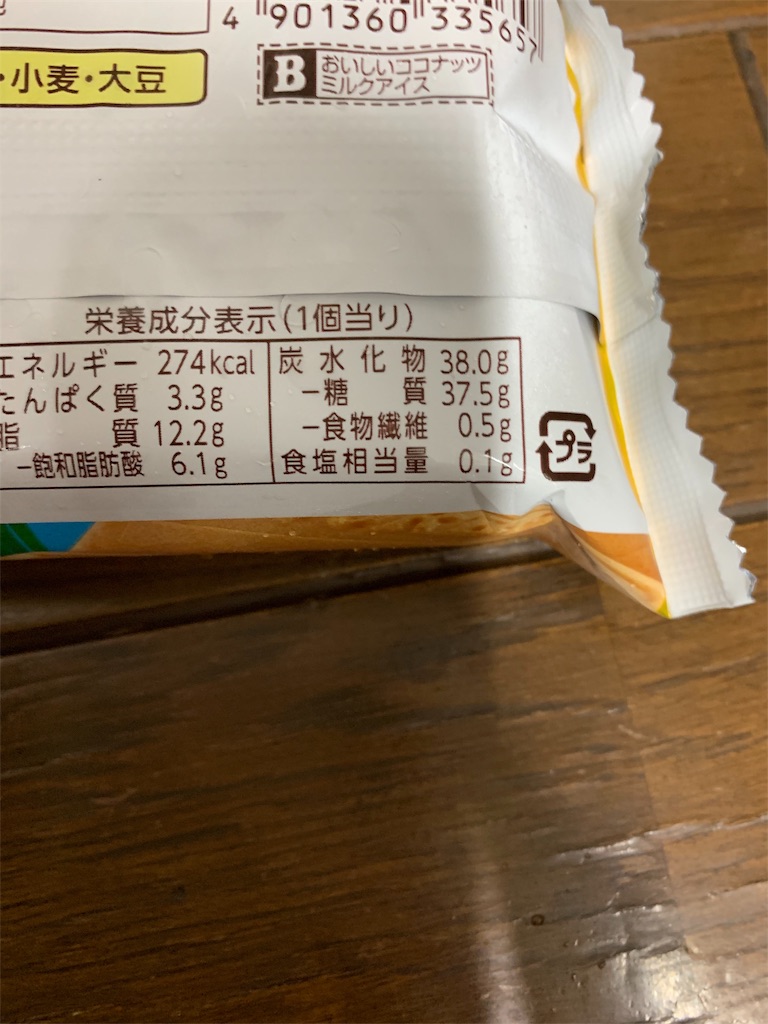 4 901360 335657
・小麦・大豆
B おいしいココナッツ
ミルクアイス
栄養成分表示(1個当り)
エネルギー 274kcal
たんぱく質 3.3g
脂質 12.2g
−飽和脂肪酸 6.1g
炭水化物 38.0g
−糖質 37.5g
−食物繊維 0.5g
食塩相当量 0.1g
プラ